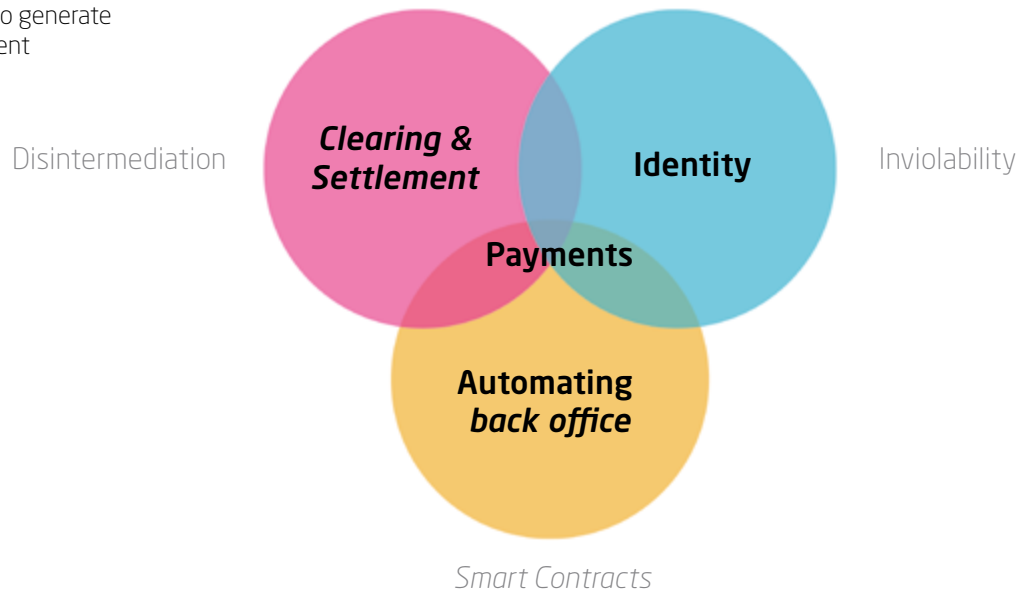 o generate
ent
Clearing &
Settlement
Disintermediation
Identity
Inviolability
Payments
Automating
back office
Smart Contracts